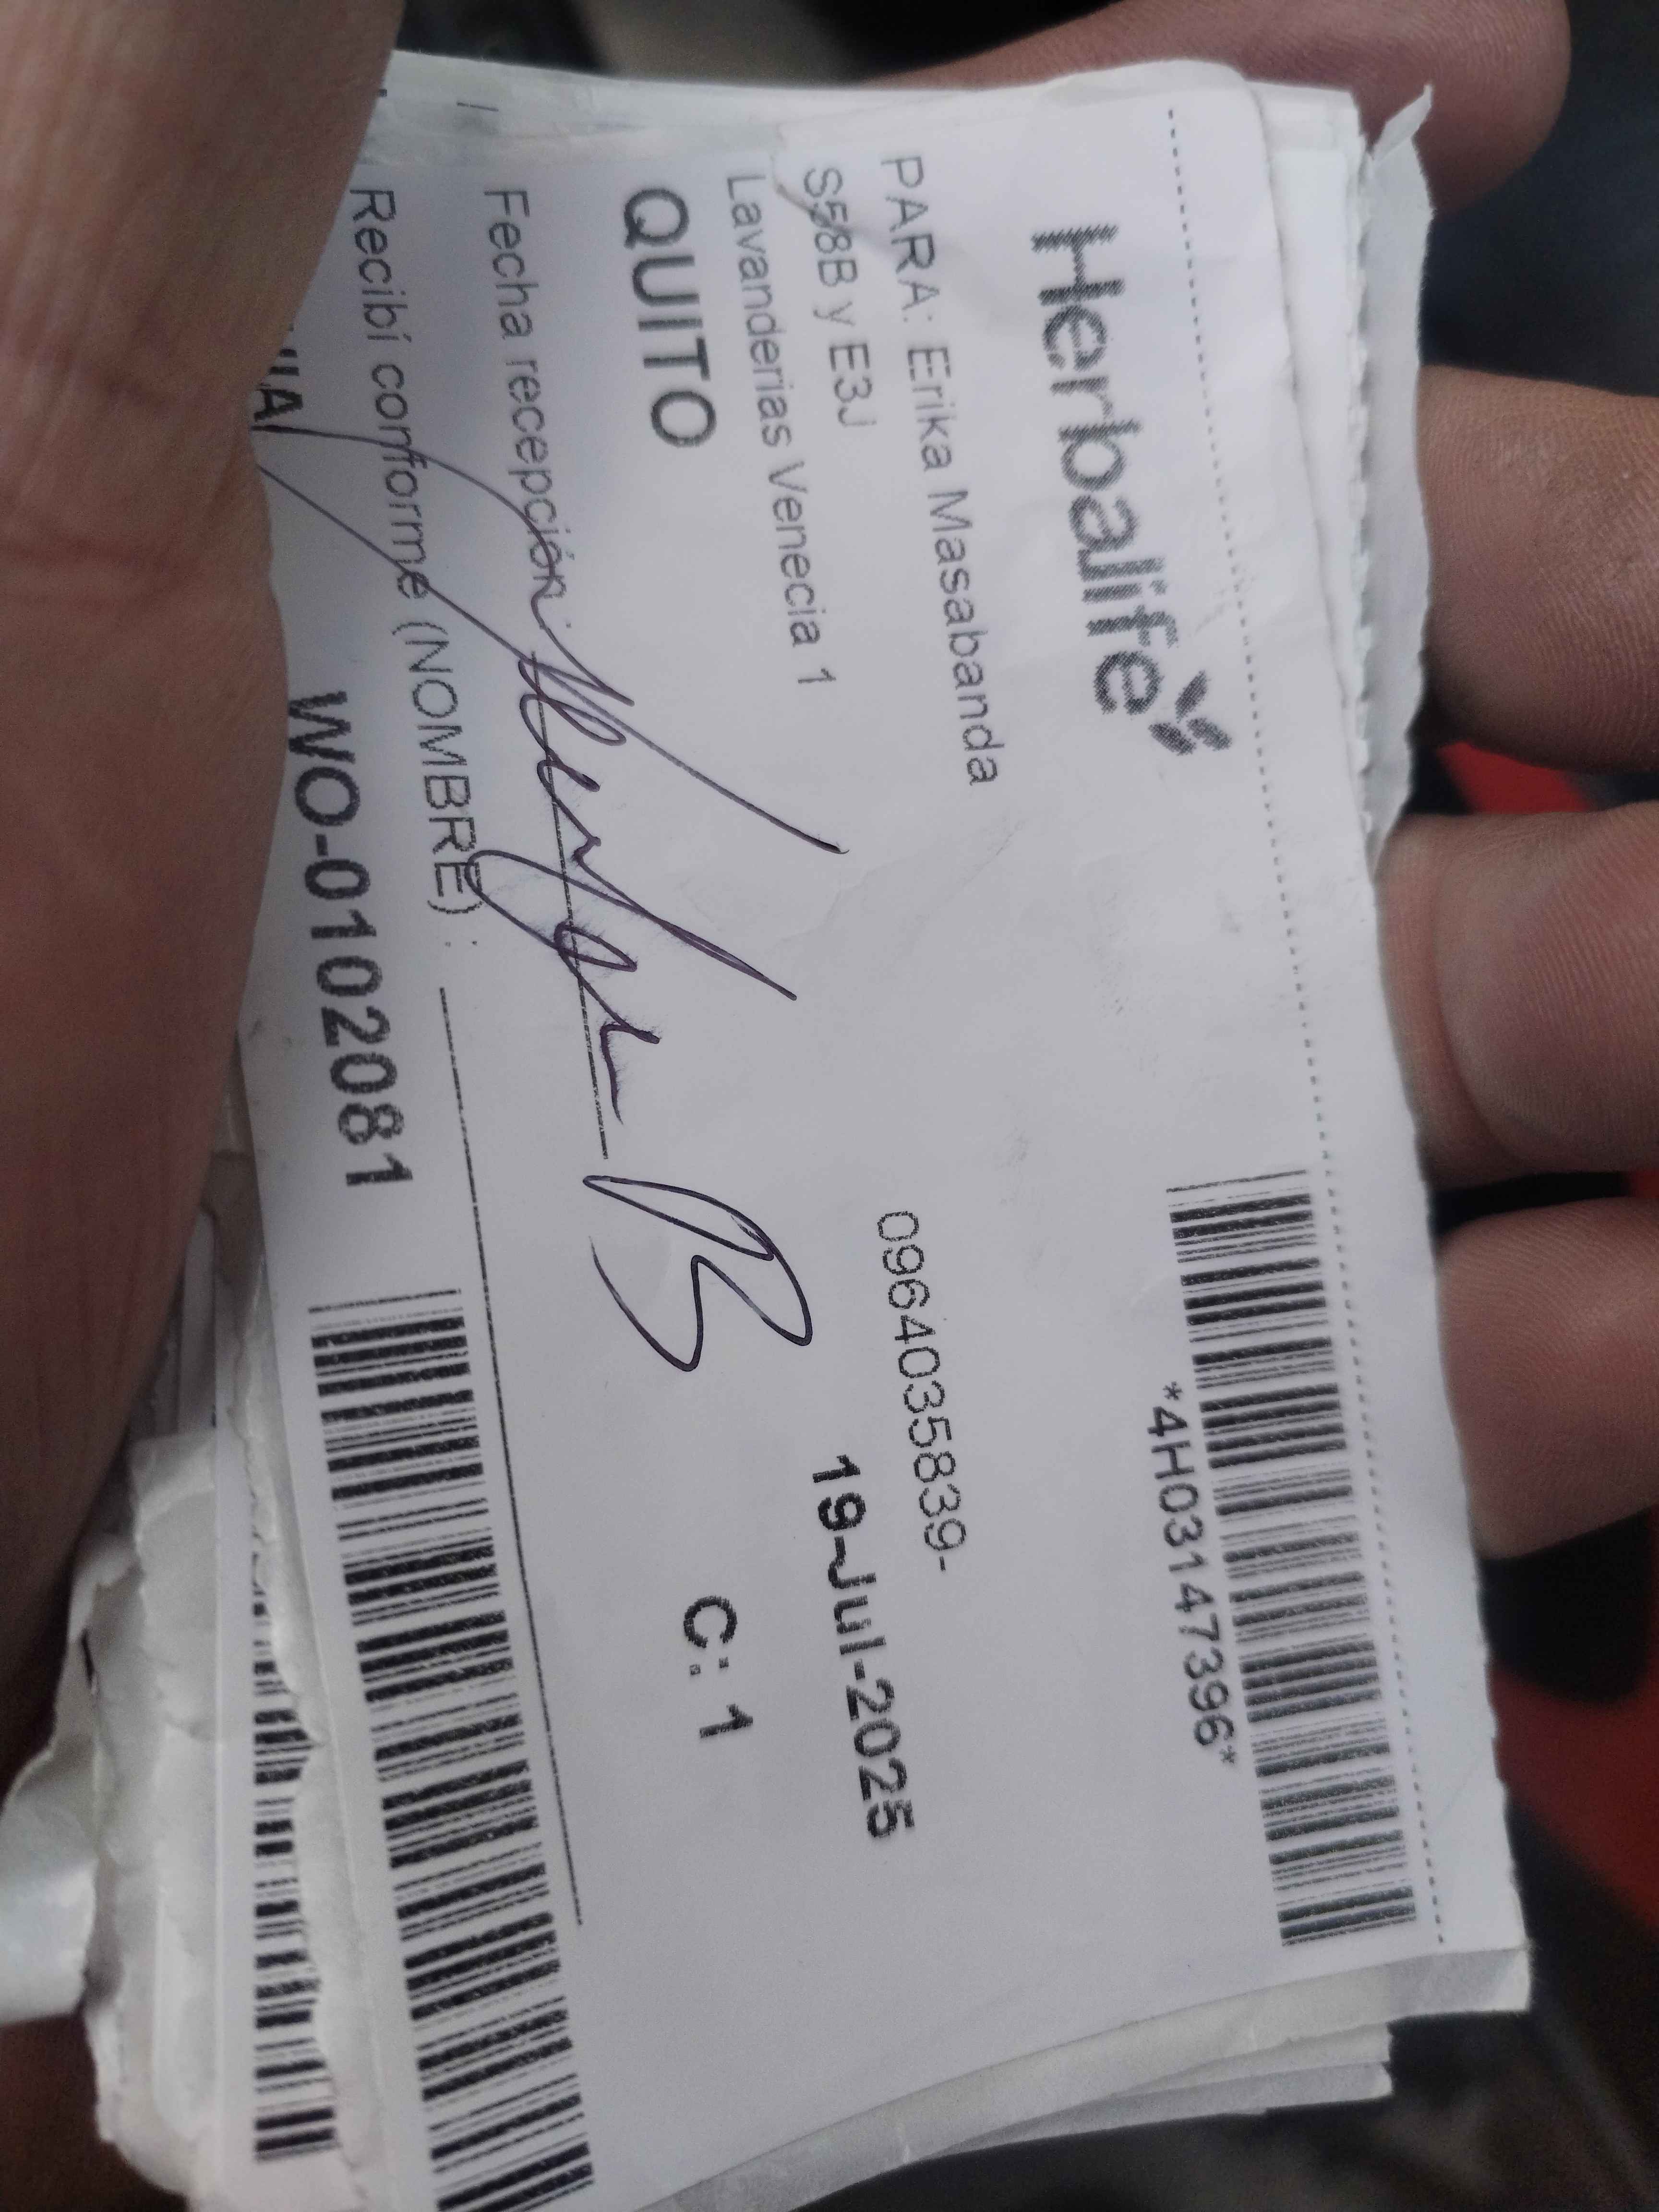 Herbalife
*4H03147396*
PARA: Erika Masabanda
0964035839-
S58B y E3J
19-Jul-2025
Lavanderias Venecia 1
QUITO
C: 1
Fecha recepción:
Recibí conforme (NOMBRE) :
WO-0102081